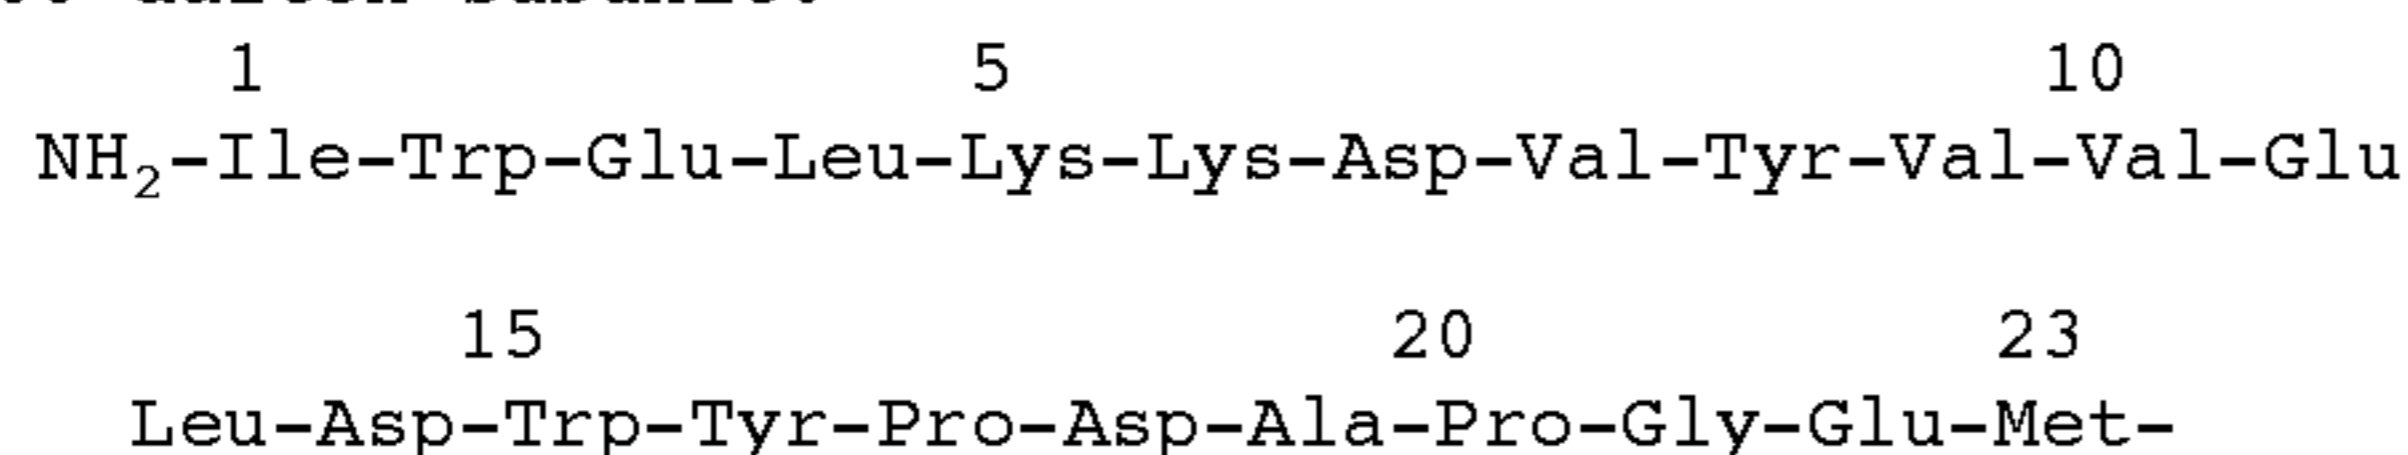 1 5 10
NH₂-Ile-Trp-Glu-Leu-Lys-Lys-Asp-Val-Tyr-Val-Val-Glu
15 20 23
Leu-Asp-Trp-Tyr-Pro-Asp-Ala-Pro-Gly-Glu-Met-